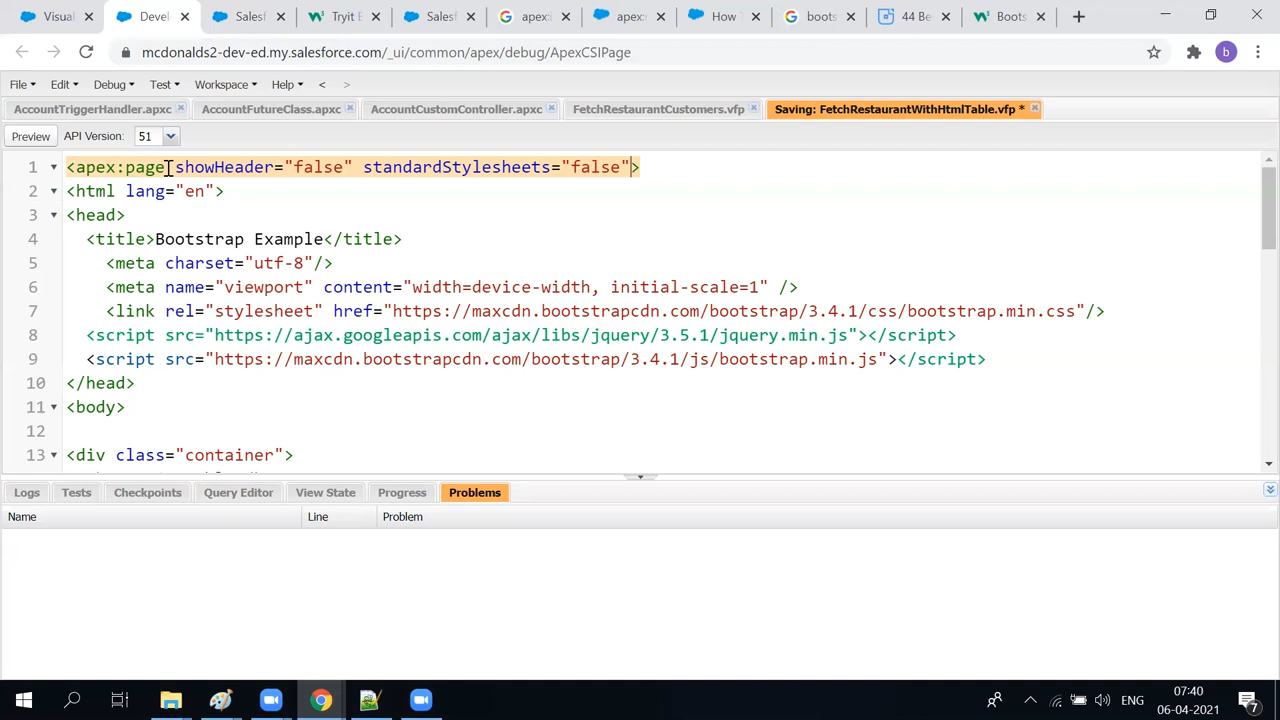 Visual
Develo
Salesf
Tryit E
Salesf
apex:
apex:
How
boots
44 Be
Boots
mcdonalds2-dev-ed.my.salesforce.com/_ui/common/apex/debug/ApexCSIPage
b
File Edit Debug Test Workspace Help < >
AccountTriggerHandler.apxc
AccountFutureClass.apxc
AccountCustomController.apxc
FetchRestaurantCustomers.vfp
Saving: FetchRestaurantWithHtmlTable.vfp *
Preview API Version: 51
1 <apex:page showHeader="false" standardStylesheets="false">
2 <html lang="en">
3 <head>
4 <title>Bootstrap Example</title>
5 <meta charset="utf-8"/>
6 <meta name="viewport" content="width=device-width, initial-scale=1" />
7 <link rel="stylesheet" href="https://maxcdn.bootstrapcdn.com/bootstrap/3.4.1/css/bootstrap.min.css"/>
8 <script src="https://ajax.googleapis.com/ajax/libs/jquery/3.5.1/jquery.min.js"></script>
9 <script src="https://maxcdn.bootstrapcdn.com/bootstrap/3.4.1/js/bootstrap.min.js"></script>
10 </head>
11 <body>
12
13 <div class="container">
Logs Tests Checkpoints Query Editor View State Progress Problems
Name Line Problem
ENG
07:40
06-04-2021
7